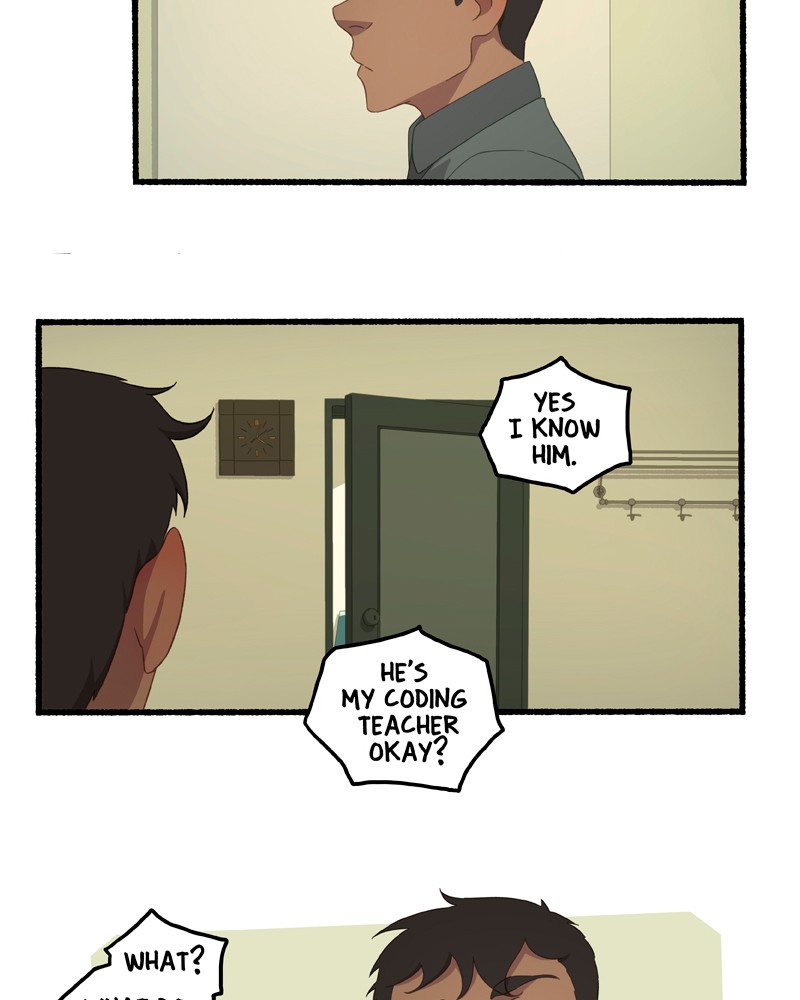 YES
I KNOW
HIM.
HE'S
MY CODING
TEACHER
OKAY?
WHAT?